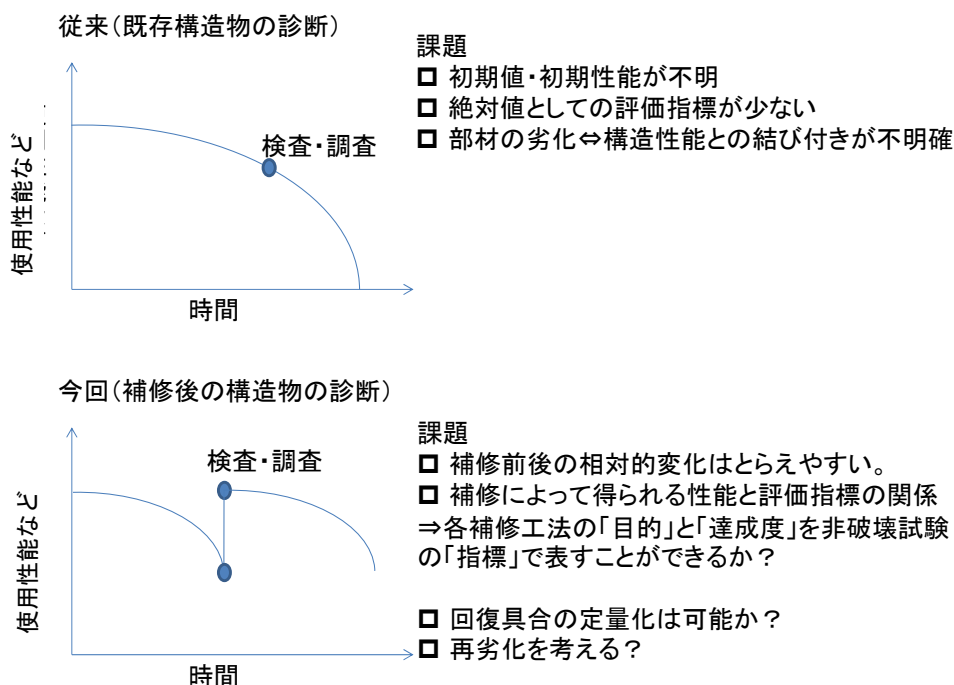 従来(既存構造物の診断)
使用性能など
検査・調査
時間
課題
□ 初期値・初期性能が不明
□ 絶対値としての評価指標が少ない
□ 部材の劣化⇔構造性能との結び付きが不明確
今回(補修後の構造物の診断)
使用性能など
検査・調査
時間
課題
□ 補修前後の相対的変化はとらえやすい。
□ 補修によって得られる性能と評価指標の関係
⇒各補修工法の「目的」と「達成度」を非破壊試験
の「指標」で表すことができるか?
□ 回復具合の定量化は可能か?
□ 再劣化を考える?